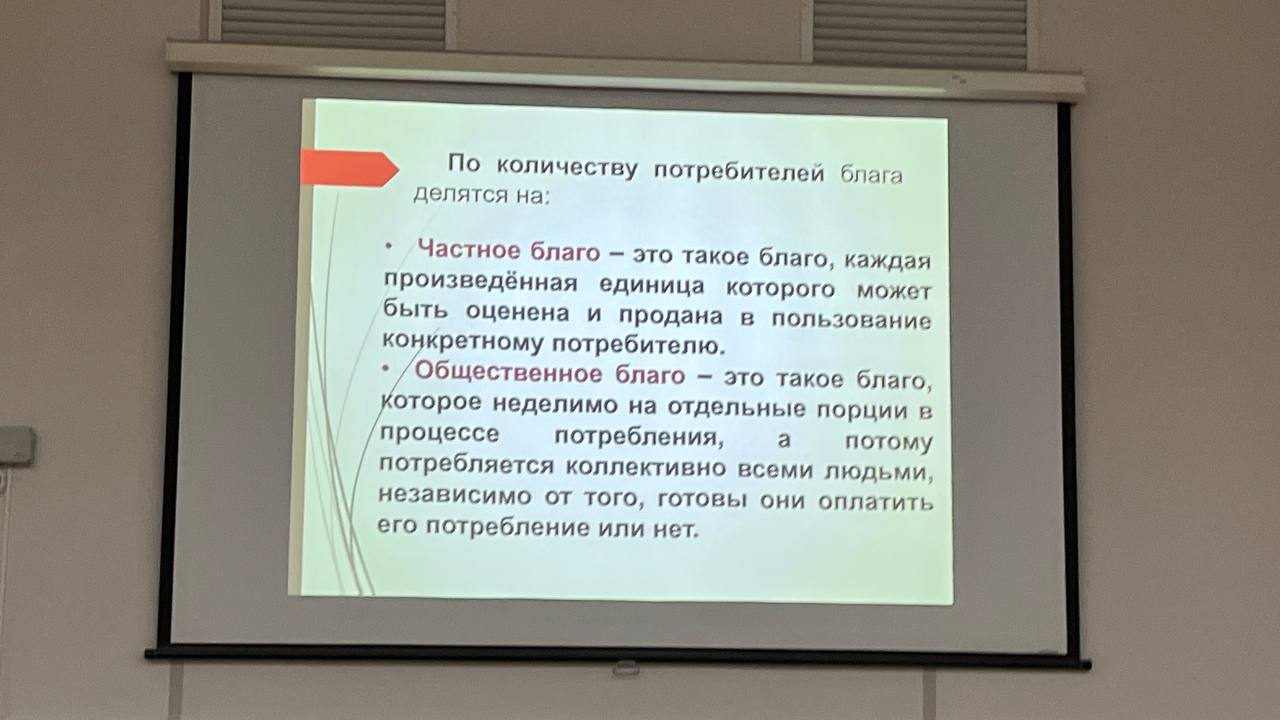 По количеству потребителей блага
делятся на:
• Частное благо – это такое благо, каждая
произведённая единица которого может
быть оценена и продана в пользование
конкретному потребителю.
• Общественное благо – это такое благо,
которое неделимо на отдельные порции в
процессе потребления, а потому
потребляется коллективно всеми людьми,
независимо от того, готовы они оплатить
его потребление или нет.